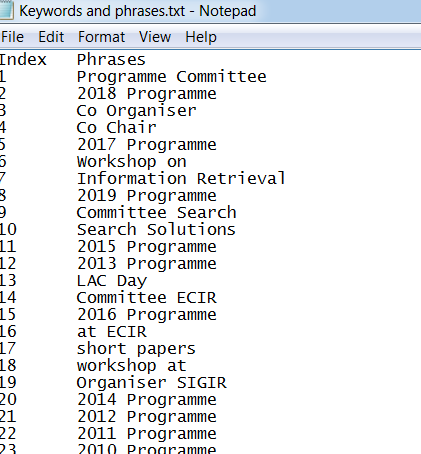 Keywords and phrases.txt - Notepad
File Edit Format View Help
Index Phrases
1 Programme Committee
2 2018 Programme
3 Co Organiser
4 Co Chair
5 2017 Programme
6 Workshop on
7 Information Retrieval
8 2019 Programme
9 Committee Search
10 Search Solutions
11 2015 Programme
12 2013 Programme
13 LAC Day
14 Committee ECIR
15 2016 Programme
16 at ECIR
17 short papers
18 workshop at
19 Organiser SIGIR
20 2014 Programme
21 2012 Programme
22 2011 Programme
23 2010 Programme